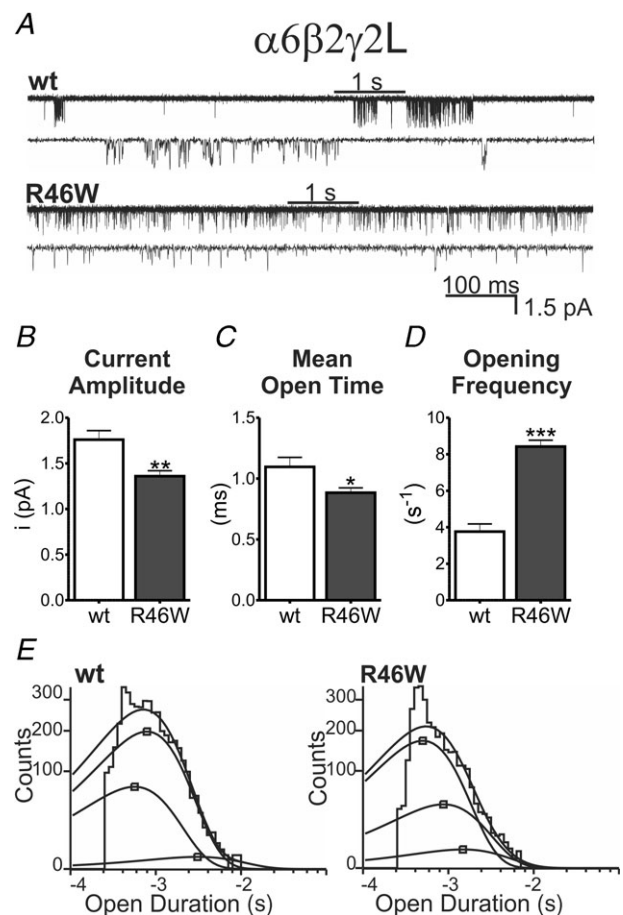 A
α6β2γ2L
wt
1 s
R46W
1 s
100 ms
1.5 pA
B
Current
Amplitude
i (pA)
2.0
1.5
1.0
0.5
0.0
**
wt R46W
C
Mean
Open Time
(ms)
1.5
1.0
0.5
0.0
*
wt R46W
D
Opening
Frequency
(s-1)
10
8
6
4
2
0
***
wt R46W
E
wt
Counts
300
200
100
0
-4 -3 -2
Open Duration (s)
R46W
Counts
300
200
100
0
-4 -3 -2
Open Duration (s)